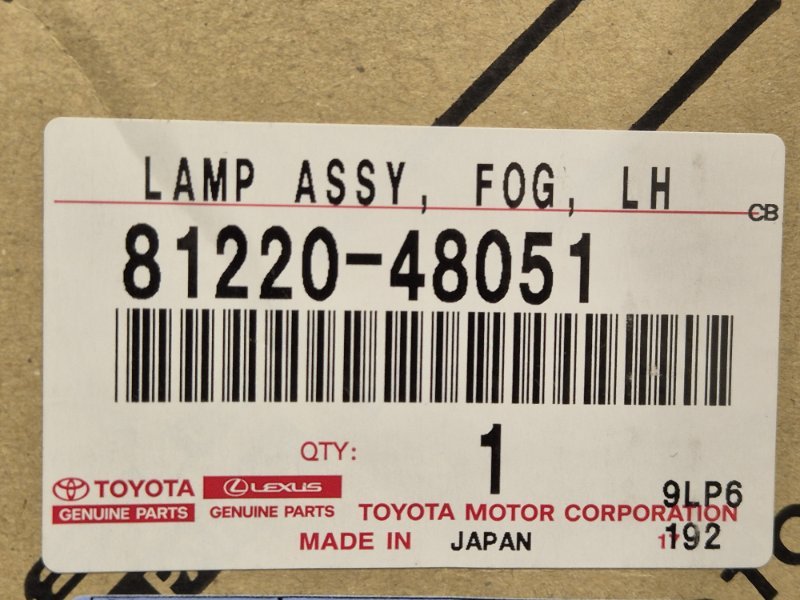 LAMP ASSY, FOG, LH
CB
81220-48051
QTY: 1
9LP6
TOYOTA LEXUS
GENUINE PARTS GENUINE PARTS TOYOTA MOTOR CORPORATION
MADE IN JAPAN 192